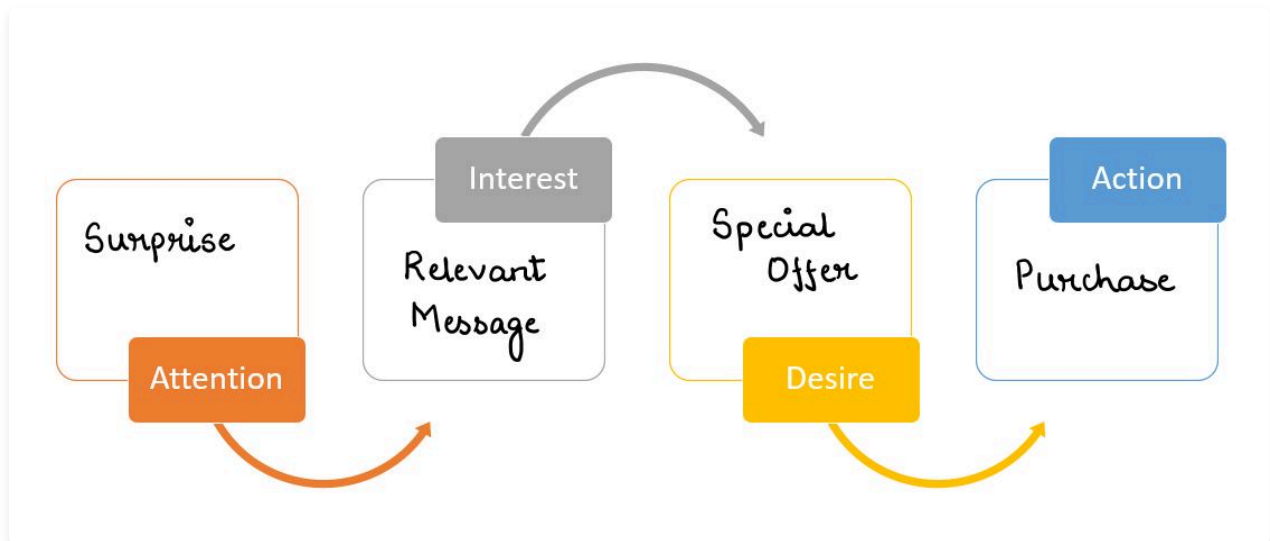 Surprise
Attention
Interest
Relevant
Message
Special
Offer
Desire
Action
Purchase